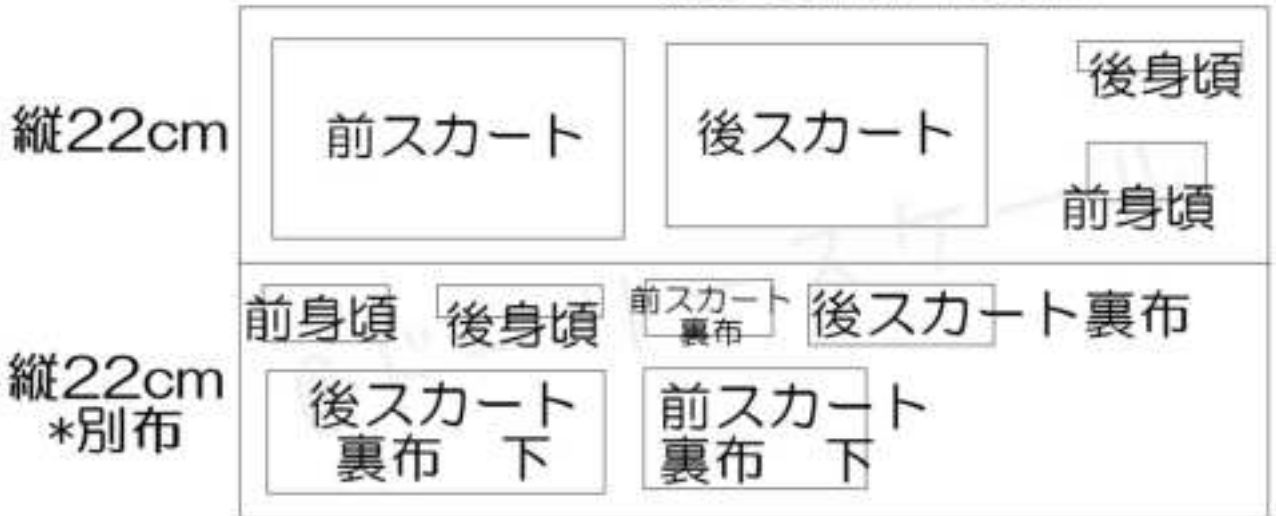 縦22cm
前スカート
後スカート
後身頃
前身頃
縦22cm
*別布
前身頃
後身頃
前スカート
裏布
後スカート裏布
後スカート
裏布　下
前スカート
裏布　下